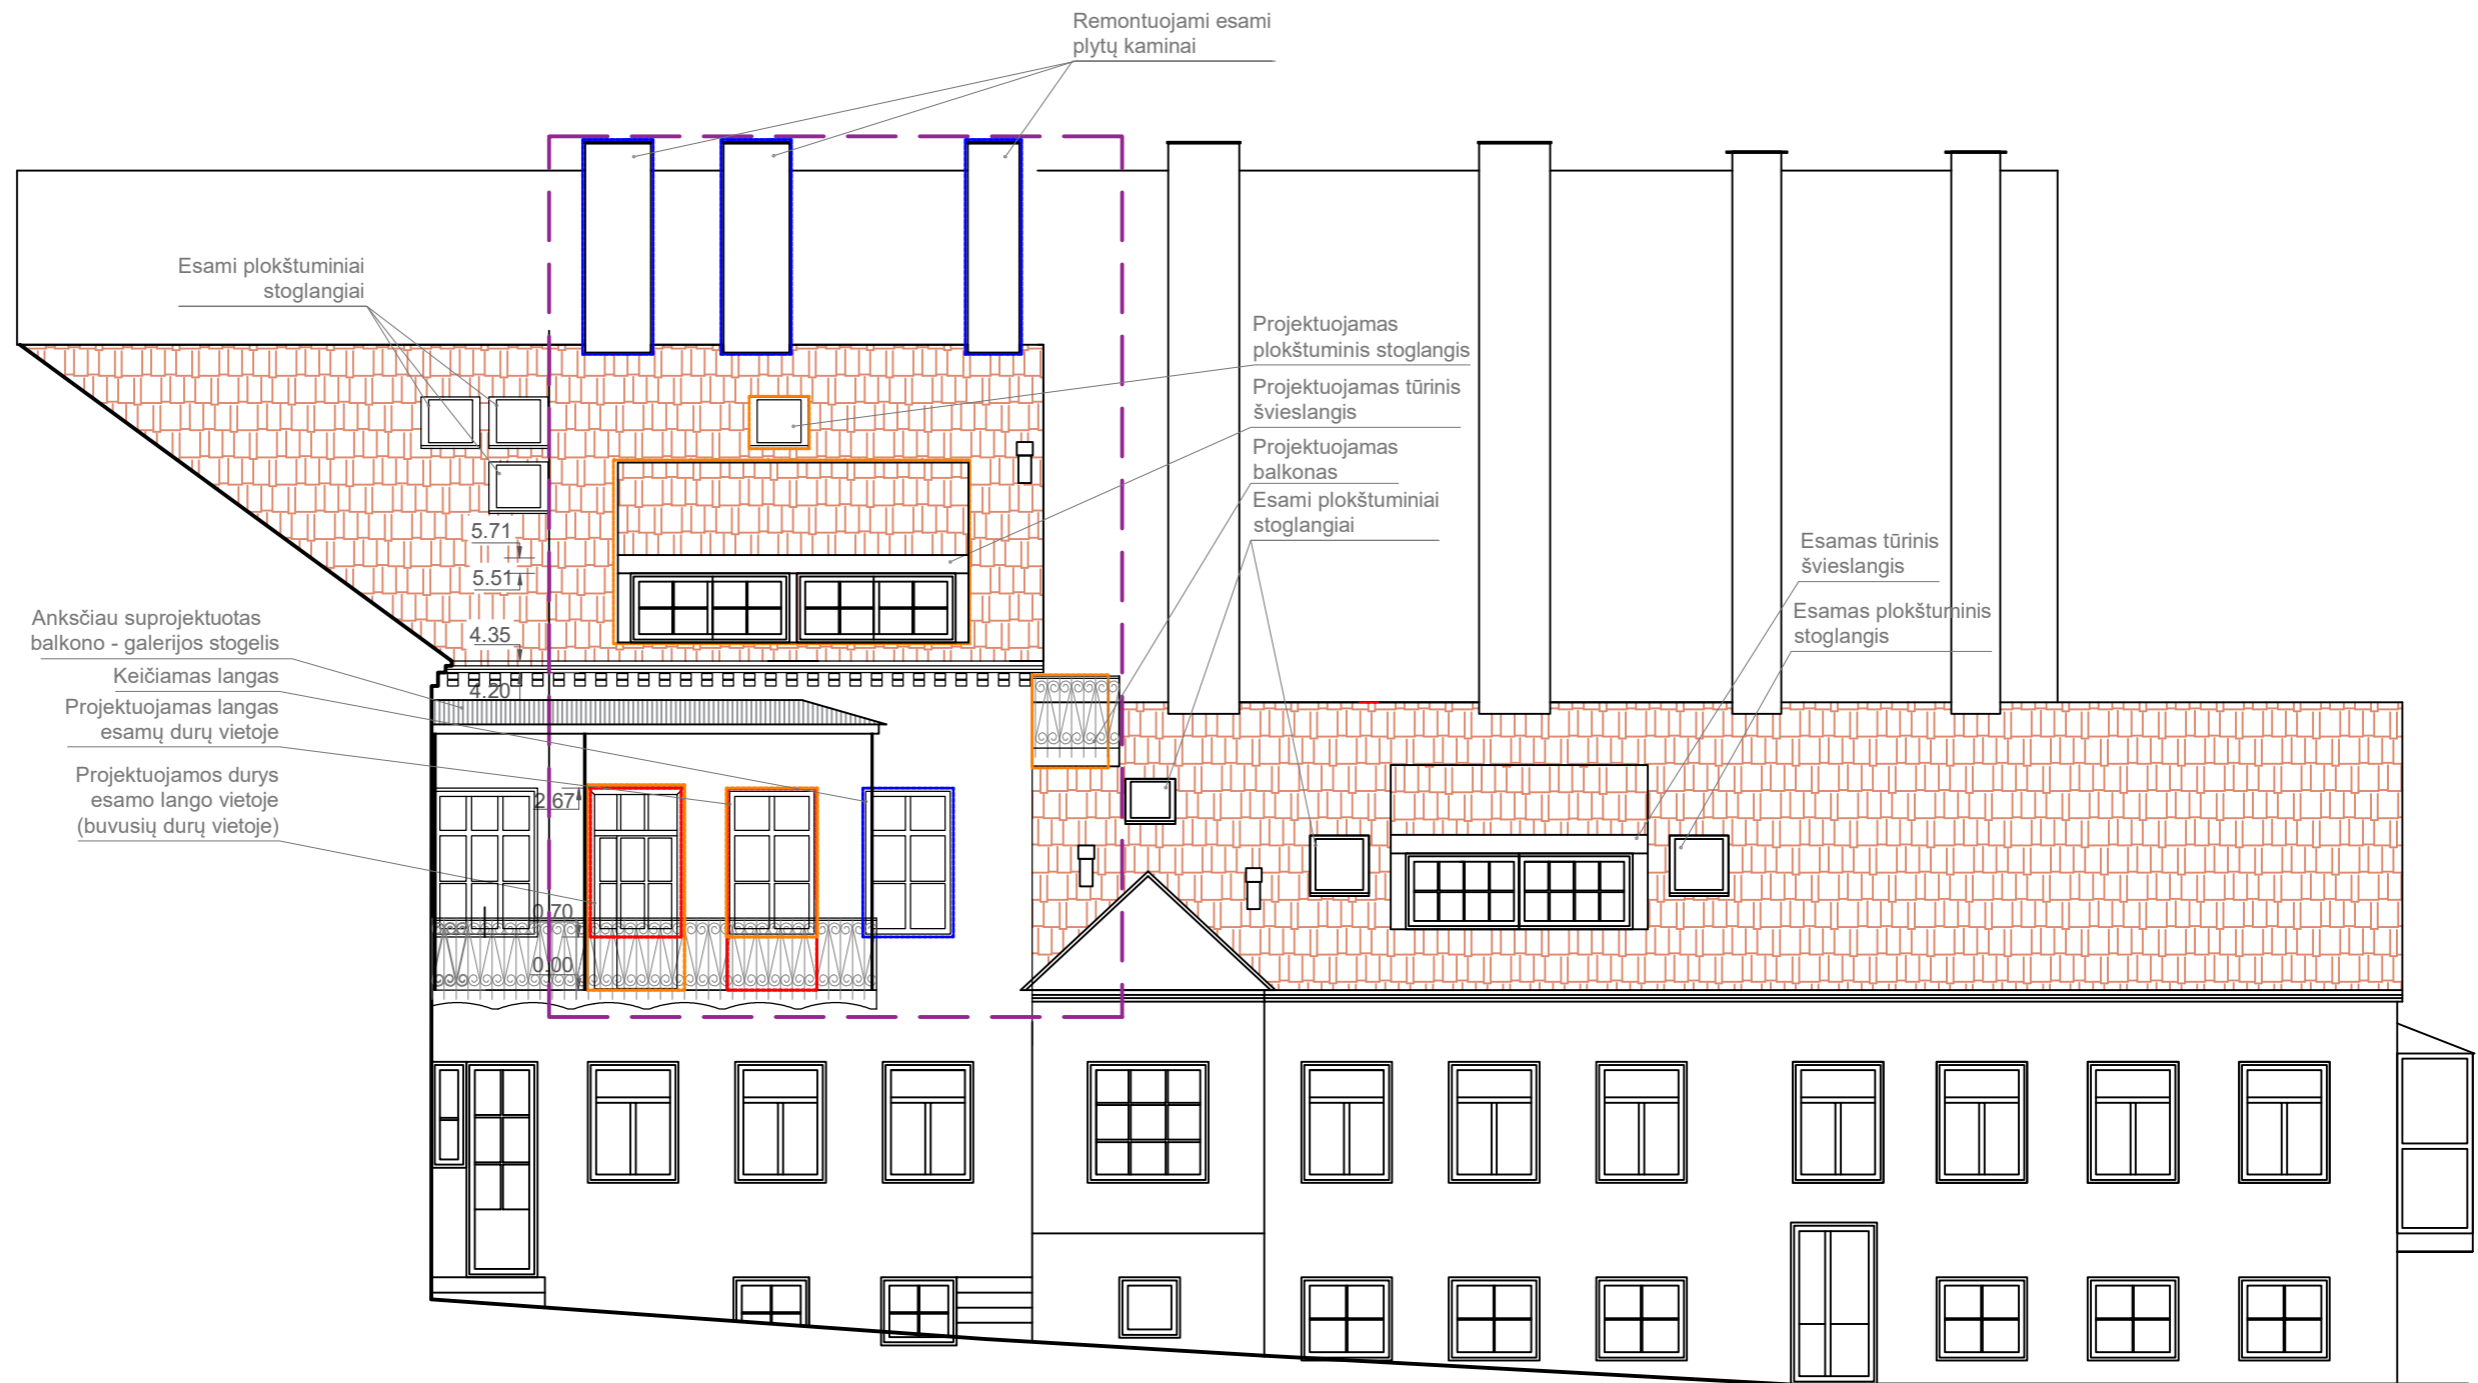 Remontuojami esami
plytų kaminai
Esami plokštuminiai
stoglangiai
Projektuojamas
plokštuminis stoglangis
Projektuojamas tūrinis
švieslangis
Projektuojamas
balkonas
Esami plokštuminiai
stoglangiai
Esamas tūrinis
švieslangis
Esamas plokštuminis
stoglangis
5.71
5.51
4.35
4.20
Anksčiau suprojektuotas
balkono - galerijos stogelis
Keičiamas langas
Projektuojamas langas
esamų durų vietoje
Projektuojamos durys
esamo lango vietoje
(buvusių durų vietoje)
2.67
0.70
0.00